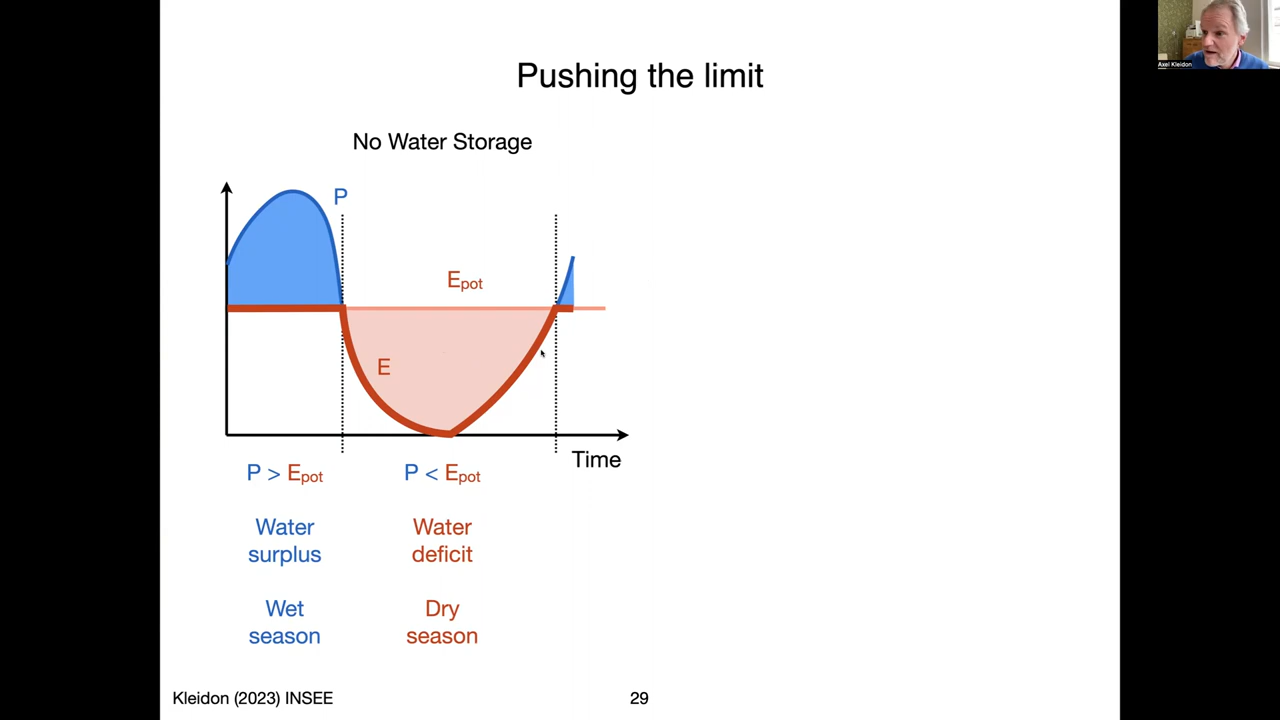 Pushing the limit
Axel Kleidon
No Water Storage
P
Epot
E
Time
P > Epot
P < Epot
Water
surplus
Water
deficit
Wet
season
Dry
season
Kleidon (2023) INSEE
29